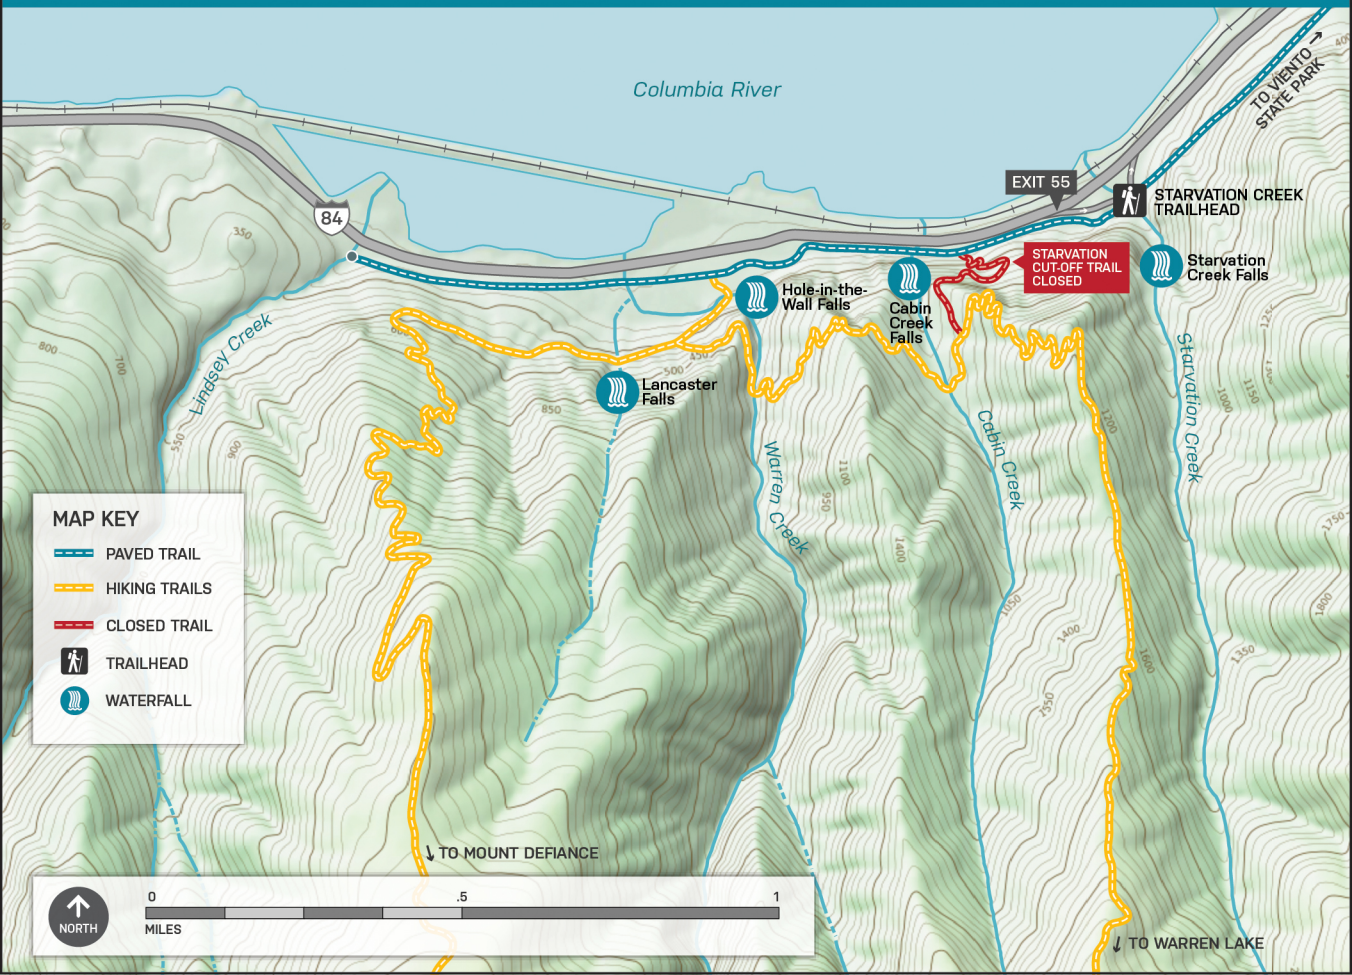 Columbia River
TO VIENTO
STATE PARK
400
EXIT 55
STARVATION CREEK
TRAILHEAD
84
350
STARVATION
CUT-OFF TRAIL
CLOSED
Starvation
Creek Falls
Hole-in-the-
Wall Falls
Cabin
Creek
Falls
Lindsey Creek
800
700
600
450
500
850
Lancaster
Falls
Starvation Creek
1000
1150
1200
550
900
Warren Creek
Cabin Creek
1100
950
1400
1750
1800
1050
1400
1350
1600
1550
MAP KEY
PAVED TRAIL
HIKING TRAILS
CLOSED TRAIL
TRAILHEAD
WATERFALL
TO MOUNT DEFIANCE
0 .5 1
MILES
NORTH
TO WARREN LAKE